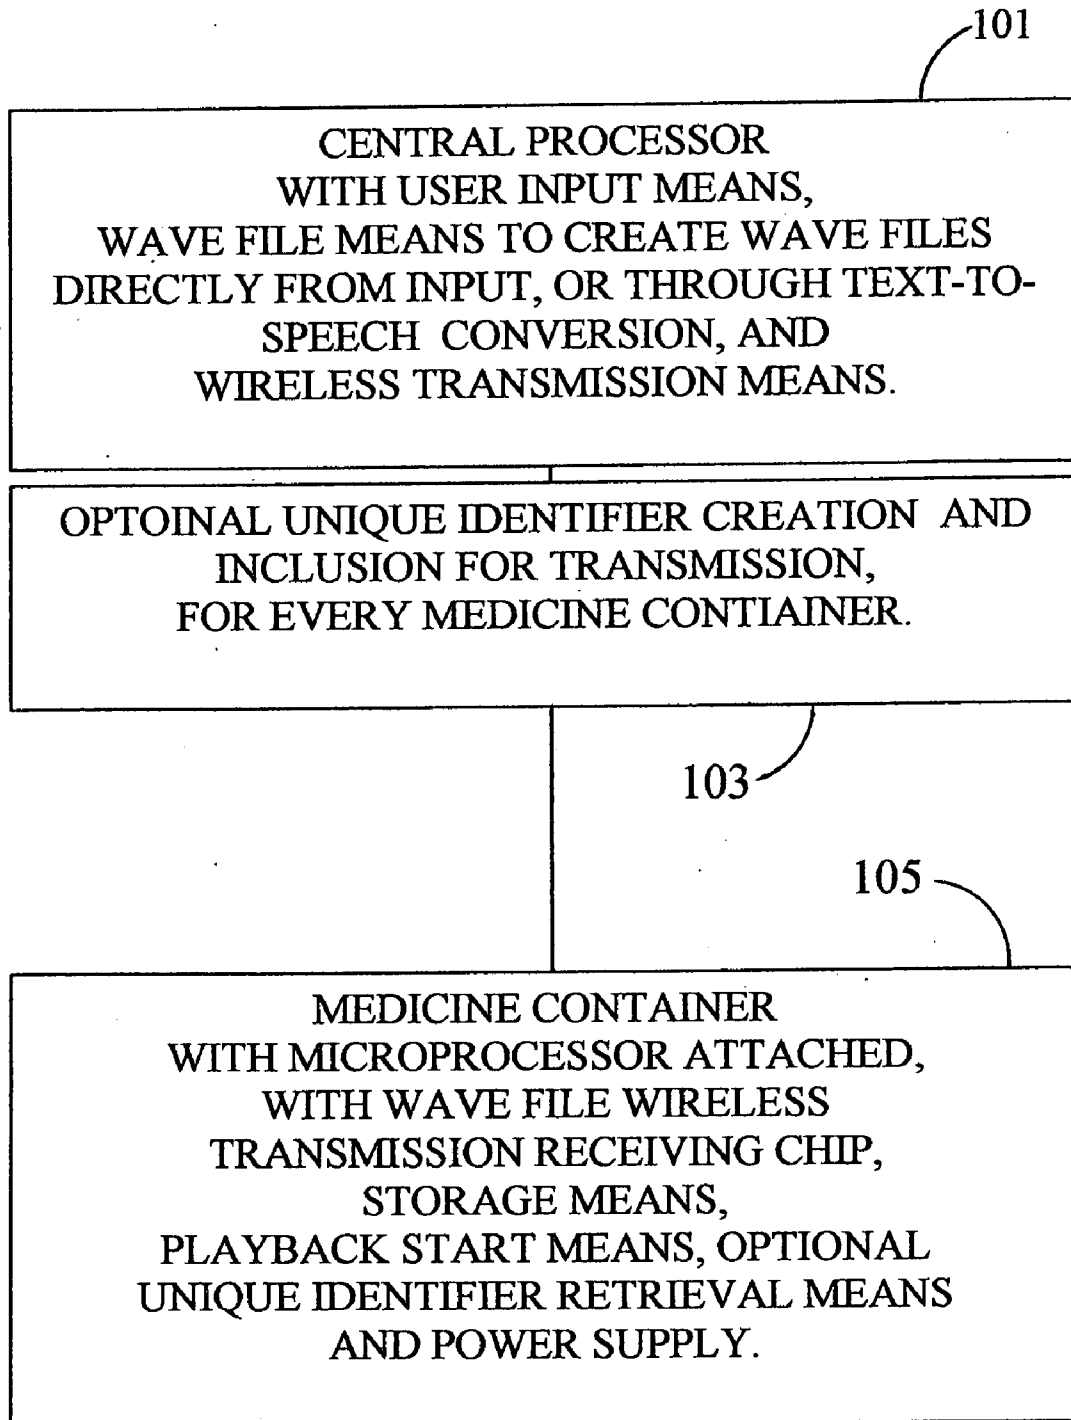 101
CENTRAL PROCESSOR
WITH USER INPUT MEANS,
WAVE FILE MEANS TO CREATE WAVE FILES
DIRECTLY FROM INPUT, OR THROUGH TEXT-TO-
SPEECH CONVERSION, AND
WIRELESS TRANSMISSION MEANS.
OPTOINAL UNIQUE IDENTIFIER CREATION AND
INCLUSION FOR TRANSMISSION,
FOR EVERY MEDICINE CONTIAINER.
103
105
MEDICINE CONTAINER
WITH MICROPROCESSOR ATTACHED,
WITH WAVE FILE WIRELESS
TRANSMISSION RECEIVING CHIP,
STORAGE MEANS,
PLAYBACK START MEANS, OPTIONAL
UNIQUE IDENTIFIER RETRIEVAL MEANS
AND POWER SUPPLY.